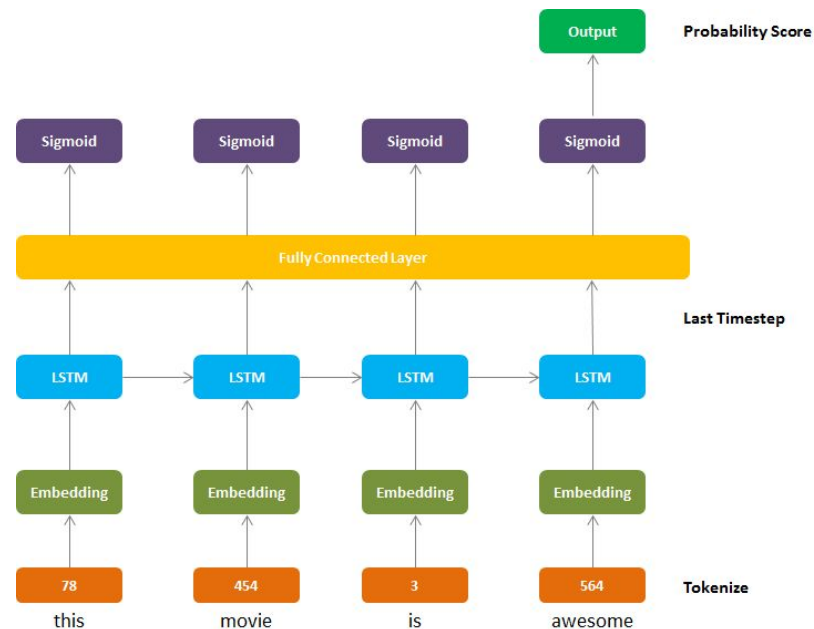 Output Probability Score
Sigmoid Sigmoid Sigmoid Sigmoid
Fully Connected Layer
Last Timestep
LSTM LSTM LSTM LSTM
Embedding Embedding Embedding Embedding
78 454 3 564 Tokenize
this movie is awesome